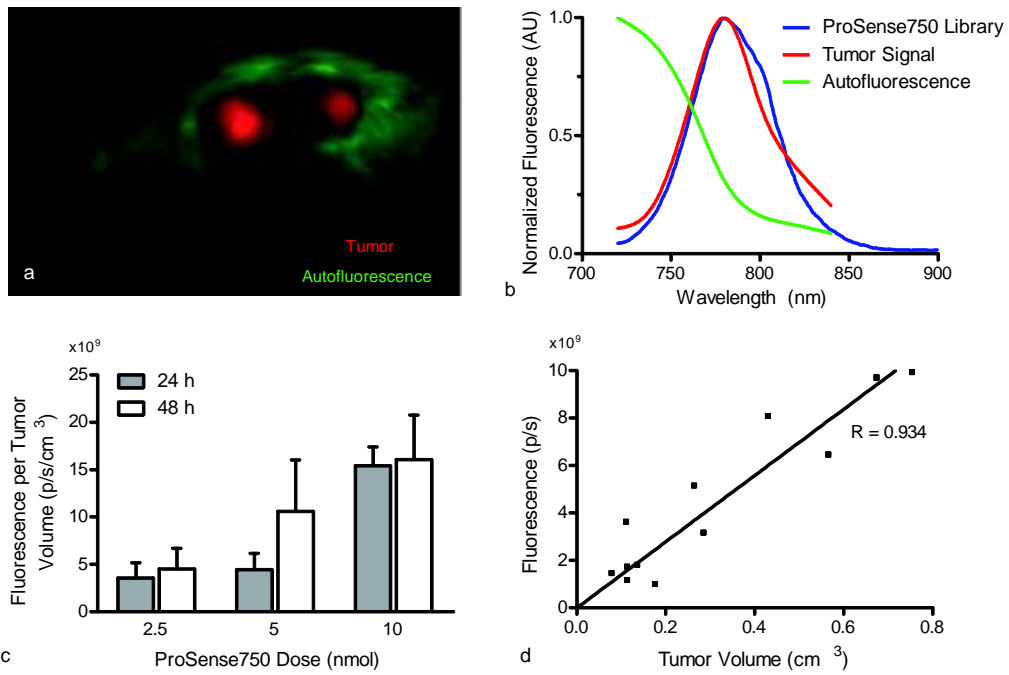 Tumor
Autofluorescence
a
Normalized Fluorescence (AU)
1.0
0.5
0.0
700
750
800
850
900
Wavelength (nm)
ProSense750 Library
Tumor Signal
Autofluorescence
b
x10⁹
Fluorescence per Tumor
Volume (p/s/cm ³)
25
20
15
10
5
0
24 h
48 h
2.5
5
10
ProSense750 Dose (nmol)
c
x10⁹
Fluorescence (p/s)
10
8
6
4
2
0
R = 0.934
0.0
0.2
0.4
0.6
0.8
Tumor Volume (cm ³)
d